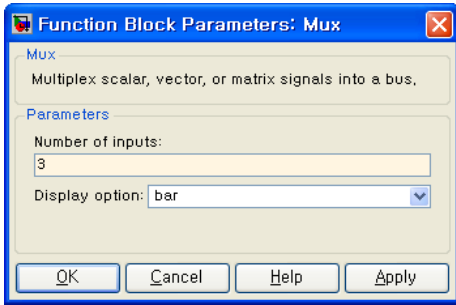 Function Block Parameters: Mux
Mux
Multiplex scalar, vector, or matrix signals into a bus.
Parameters
Number of inputs:
3
Display option: bar
OK Cancel Help Apply